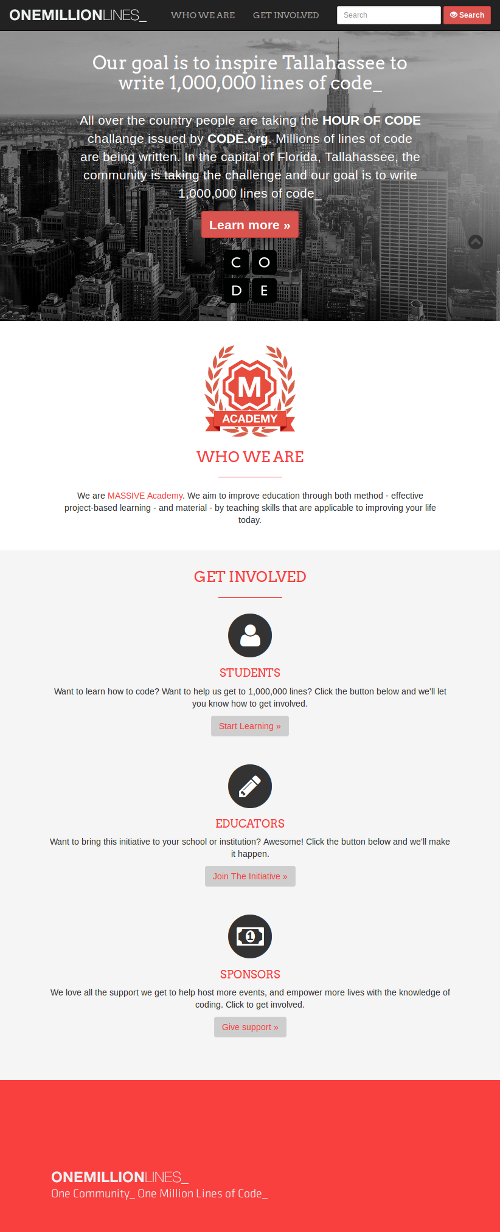 ONEMILLIONLINES_
WHO WE ARE
GET INVOLVED
Search
Search
Our goal is to inspire Tallahassee to
write 1,000,000 lines of code_
All over the country people are taking the HOUR OF CODE
challange issued by CODE.org. Millions of lines of code
are being written. In the capital of Florida, Tallahassee, the
community is taking the challenge and our goal is to write
1,000,000 lines of code_
Learn more »
C O
D E
M
ACADEMY
WHO WE ARE
We are MASSIVE Academy. We aim to improve education through both method - effective
project-based learning - and material - by teaching skills that are applicable to improving your life
today.
GET INVOLVED
STUDENTS
Want to learn how to code? Want to help us get to 1,000,000 lines? Click the button below and we'll let
you know how to get involved.
Start Learning »
EDUCATORS
Want to bring this initiative to your school or institution? Awesome! Click the button below and we'll make
it happen.
Join The Initiative »
1
SPONSORS
We love all the support we get to help host more events, and empower more lives with the knowledge of
coding. Click to get involved.
Give support »
ONEMILLIONLINES_
One Community_ One Million Lines of Code_